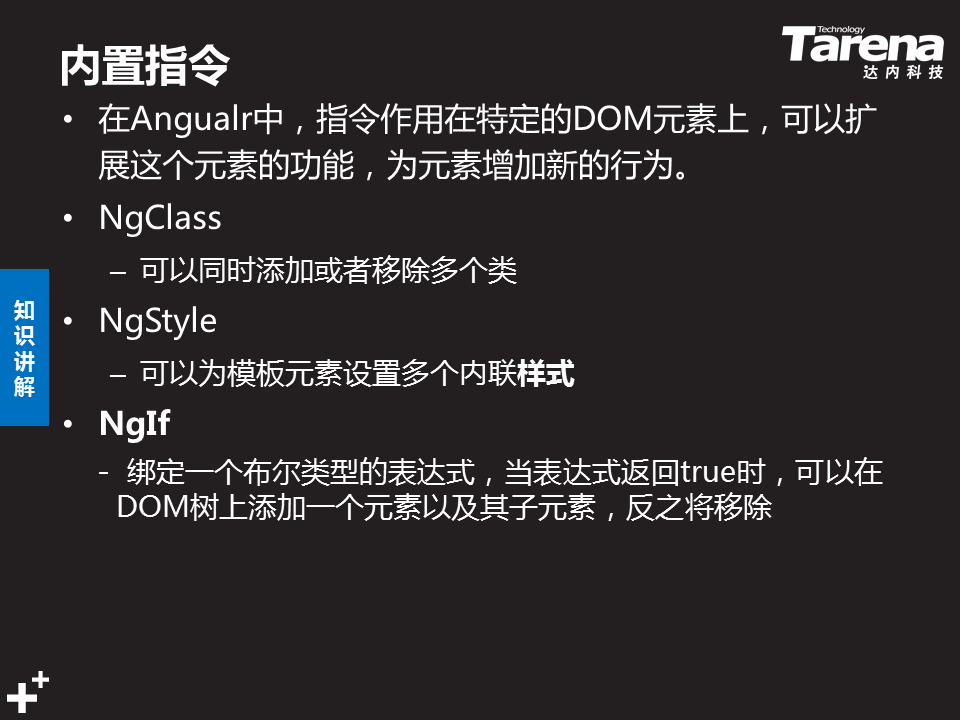 内置指令
Technology
Tarena
达内科技
• 在Angualr中，指令作用在特定的DOM元素上，可以扩
展这个元素的功能，为元素增加新的行为。
• NgClass
– 可以同时添加或者移除多个类
• NgStyle
– 可以为模板元素设置多个内联样式
• NgIf
- 绑定一个布尔类型的表达式，当表达式返回true时，可以在
DOM树上添加一个元素以及其子元素，反之将移除
知
识
讲
解